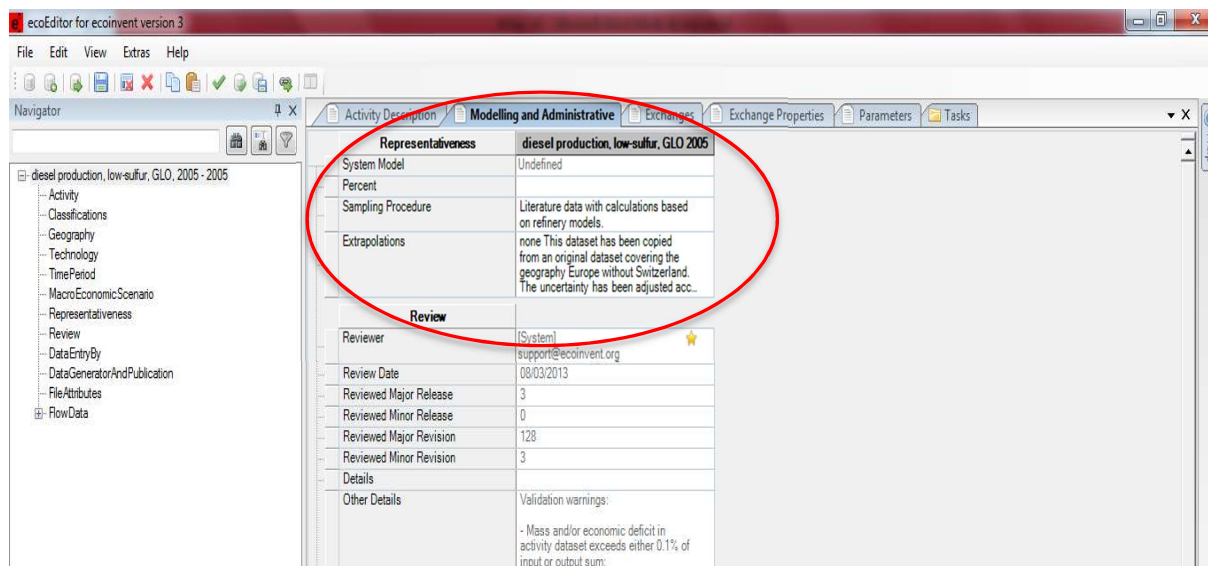 ecoEditor for ecoinvent version 3
File Edit View Extras Help
Navigator
Activity Description Modelling and Administrative Exchanges Exchange Properties Parameters Tasks
diesel production, low-sulfur, GLO, 2005 - 2005
Activity
Classifications
Geography
Technology
TimePeriod
MacroEconomicScenario
Representativeness
Review
DataEntryBy
DataGeneratorAndPublication
FileAttributes
FlowData
Representativeness diesel production, low-sulfur, GLO 2005
System Model Undefined
Percent
Sampling Procedure Literature data with calculations based
on refinery models.
Extrapolations none This dataset has been copied
from an original dataset covering the
geography Europe without Switzerland.
The uncertainty has been adjusted acc...
Review
Reviewer [System]
support@ecoinvent.org
Review Date 08/03/2013
Reviewed Major Release 3
Reviewed Minor Release 0
Reviewed Major Revision 128
Reviewed Minor Revision 3
Details
Other Details Validation warnings:
- Mass and/or economic deficit in
activity dataset exceeds either 0.1% of
input or output sum: